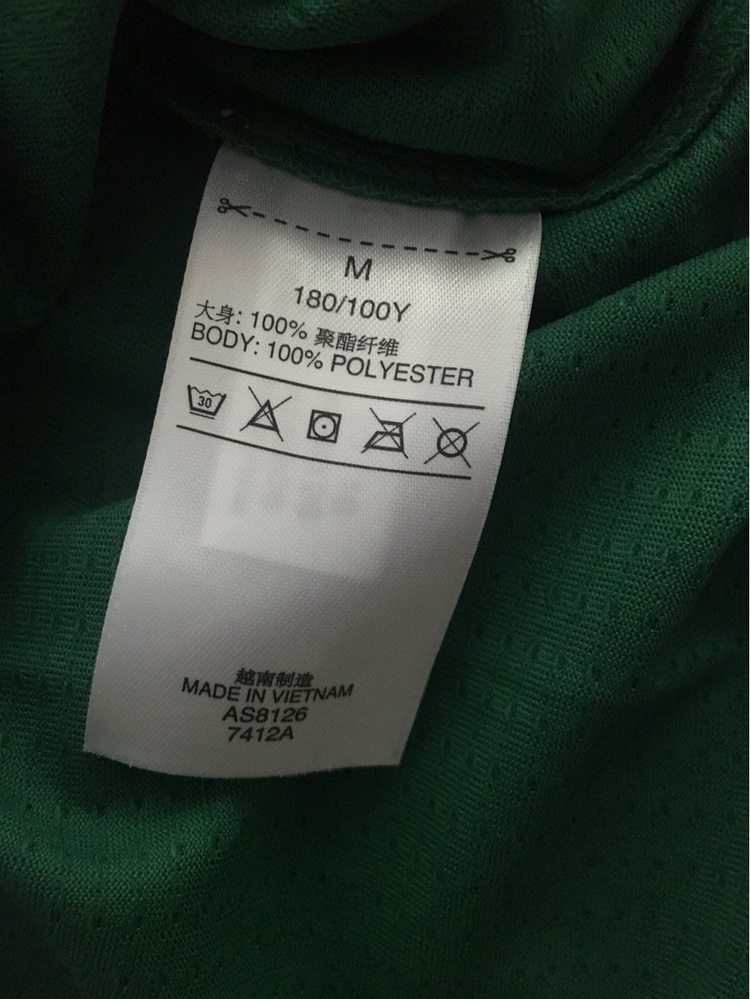 M
180/100Y
大身: 100% 聚酯纤维
BODY: 100% POLYESTER
30
越南制造
MADE IN VIETNAM
AS8126
7412A